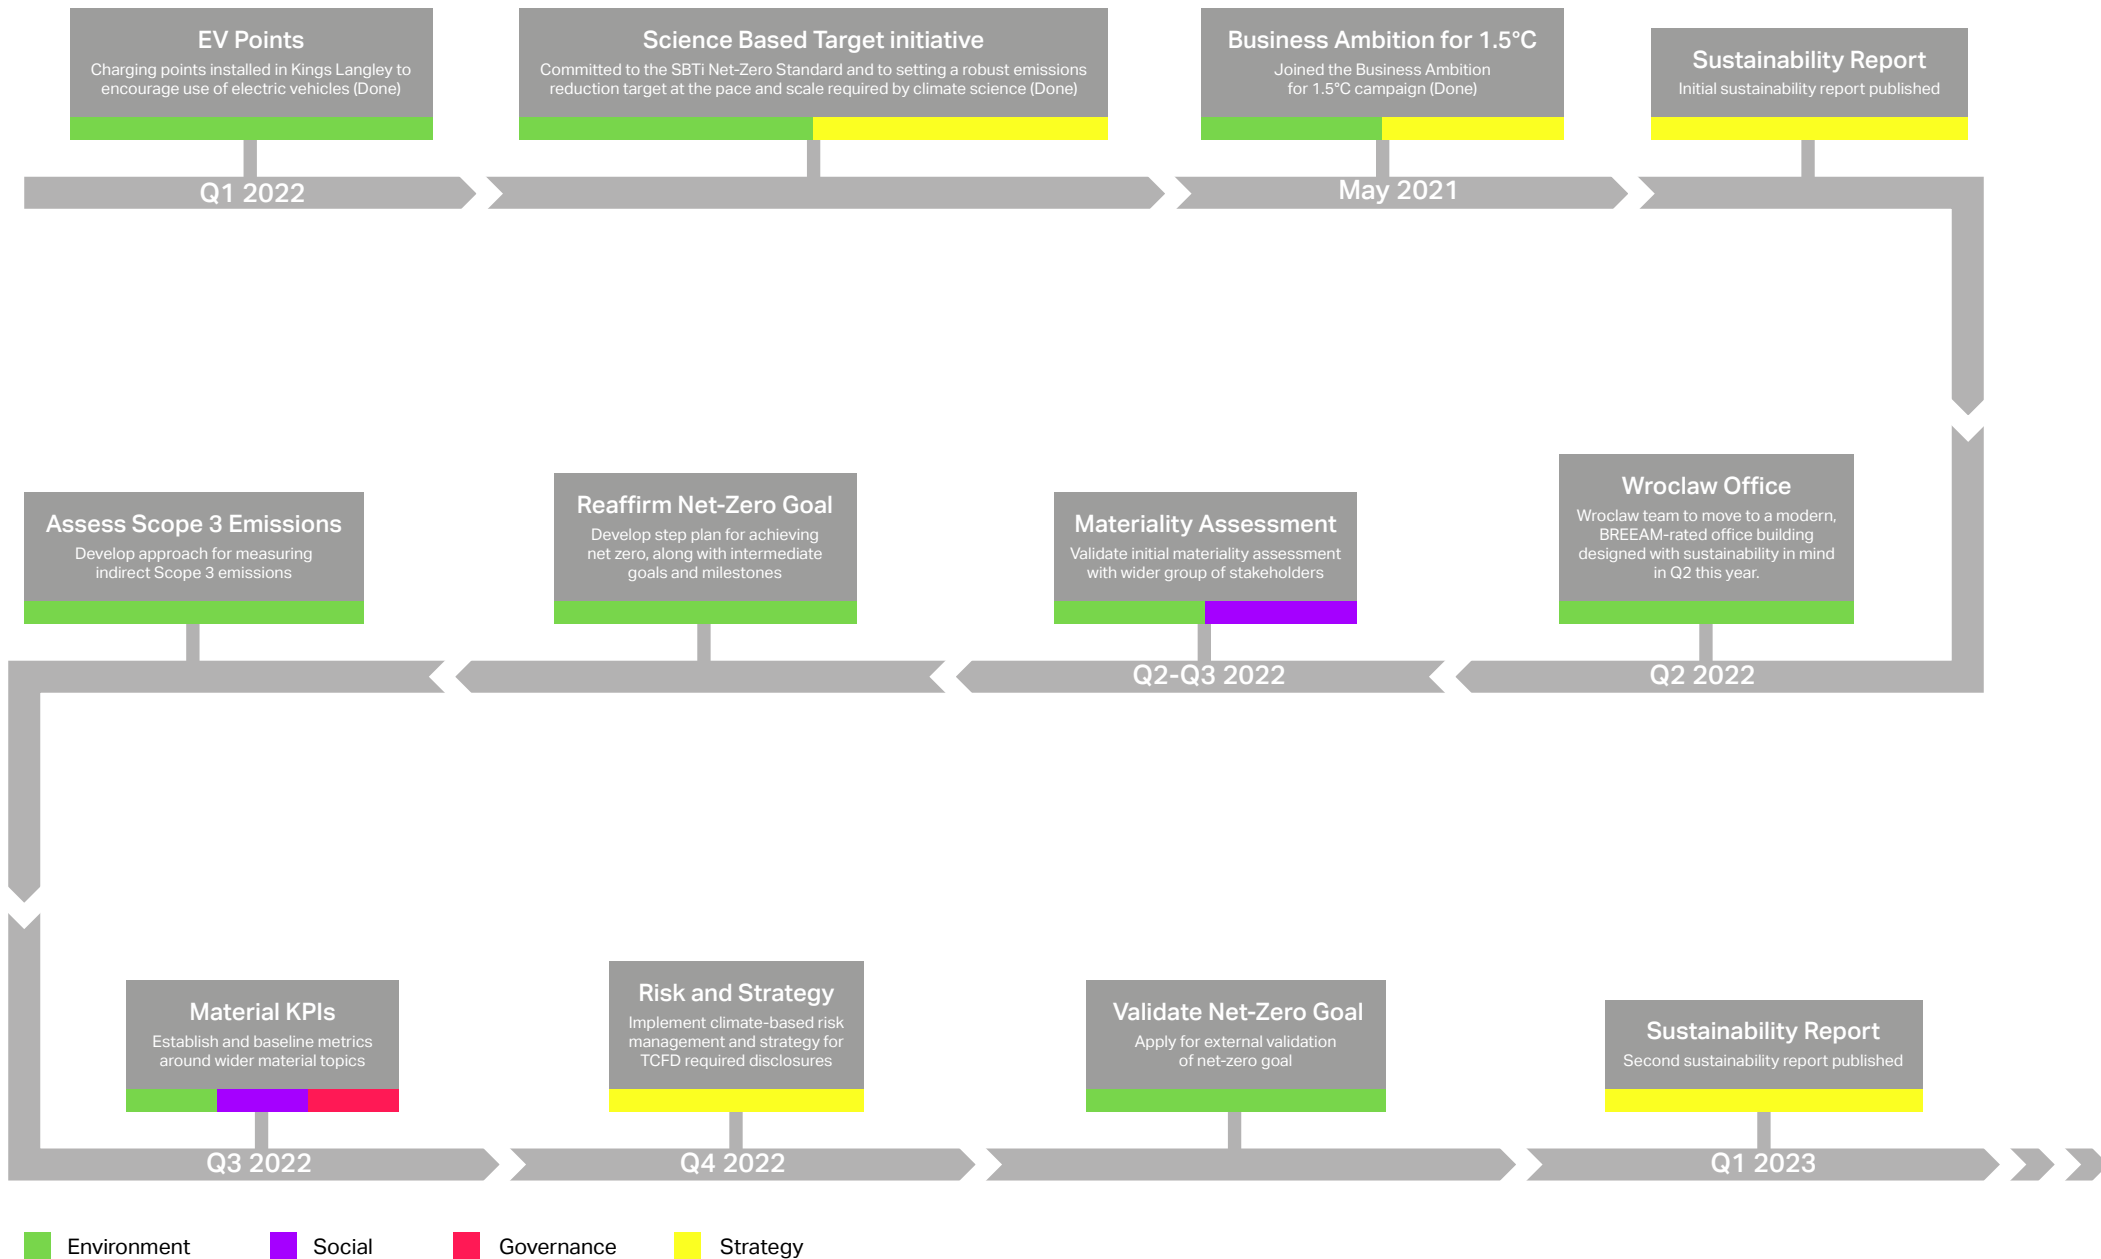 EV Points
Charging points installed in Kings Langley to
encourage use of electric vehicles (Done)
Q1 2022
Science Based Target initiative
Committed to the SBTi Net-Zero Standard and to setting a robust emissions
reduction target at the pace and scale required by climate science (Done)
Business Ambition for 1.5°C
Joined the Business Ambition
for 1.5°C campaign (Done)
May 2021
Sustainability Report
Initial sustainability report published
Wroclaw Office
Wroclaw team to move to a modern,
BREEAM-rated office building
designed with sustainability in mind
in Q2 this year.
Q2 2022
Materiality Assessment
Validate initial materiality assessment
with wider group of stakeholders
Q2-Q3 2022
Reaffirm Net-Zero Goal
Develop step plan for achieving
net zero, along with intermediate
goals and milestones
Assess Scope 3 Emissions
Develop approach for measuring
indirect Scope 3 emissions
Material KPIs
Establish and baseline metrics
around wider material topics
Q3 2022
Risk and Strategy
Implement climate-based risk
management and strategy for
TCFD required disclosures
Q4 2022
Validate Net-Zero Goal
Apply for external validation
of net-zero goal
Sustainability Report
Second sustainability report published
Q1 2023
Environment
Social
Governance
Strategy